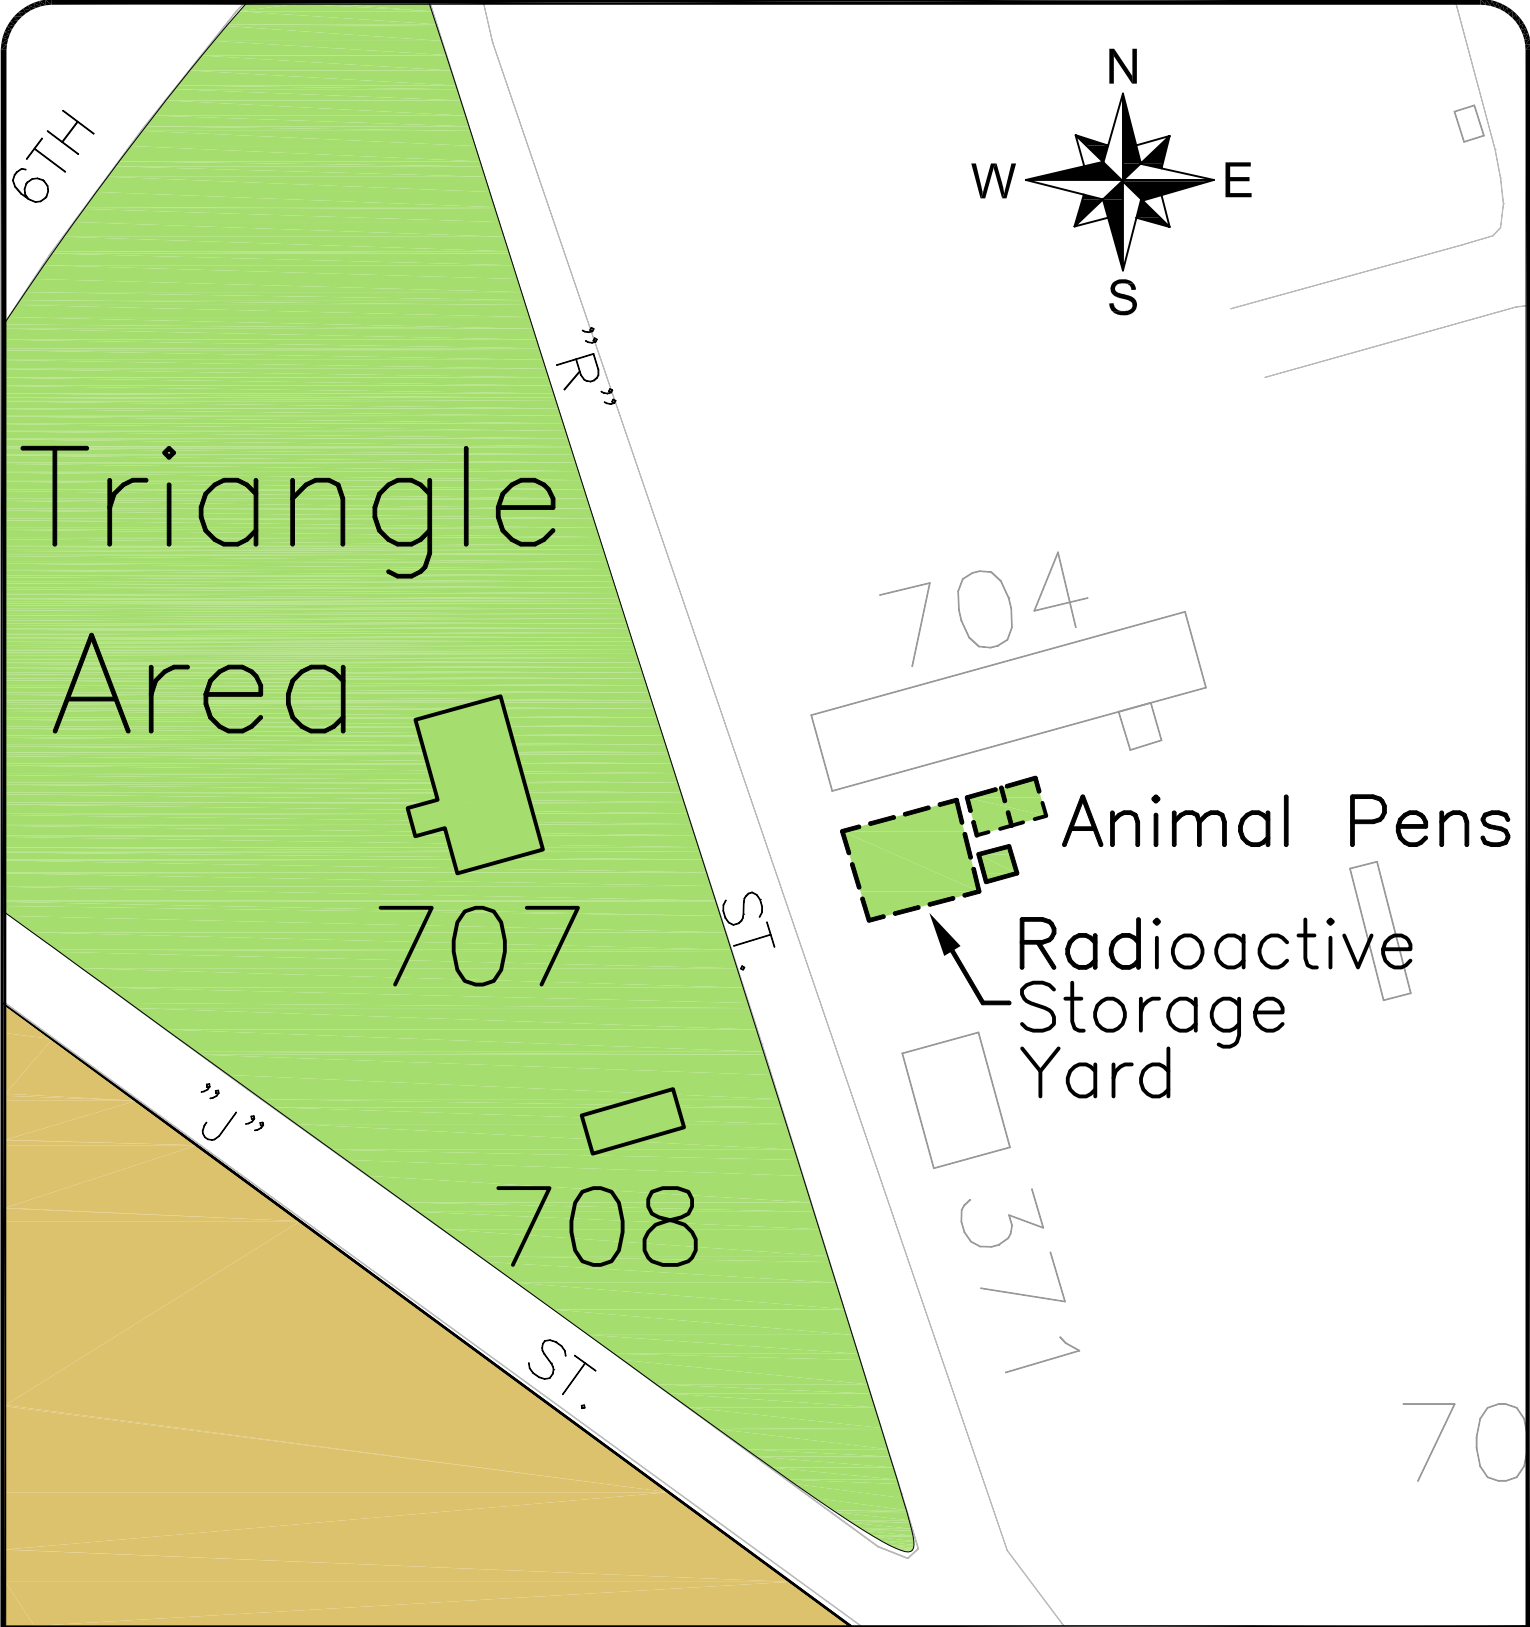 N
W E
S
6TH
"R"
Triangle
Area
704
Animal Pens
707
ST.
Radioactive
Storage
Yard
"J"
708
371
ST.
70